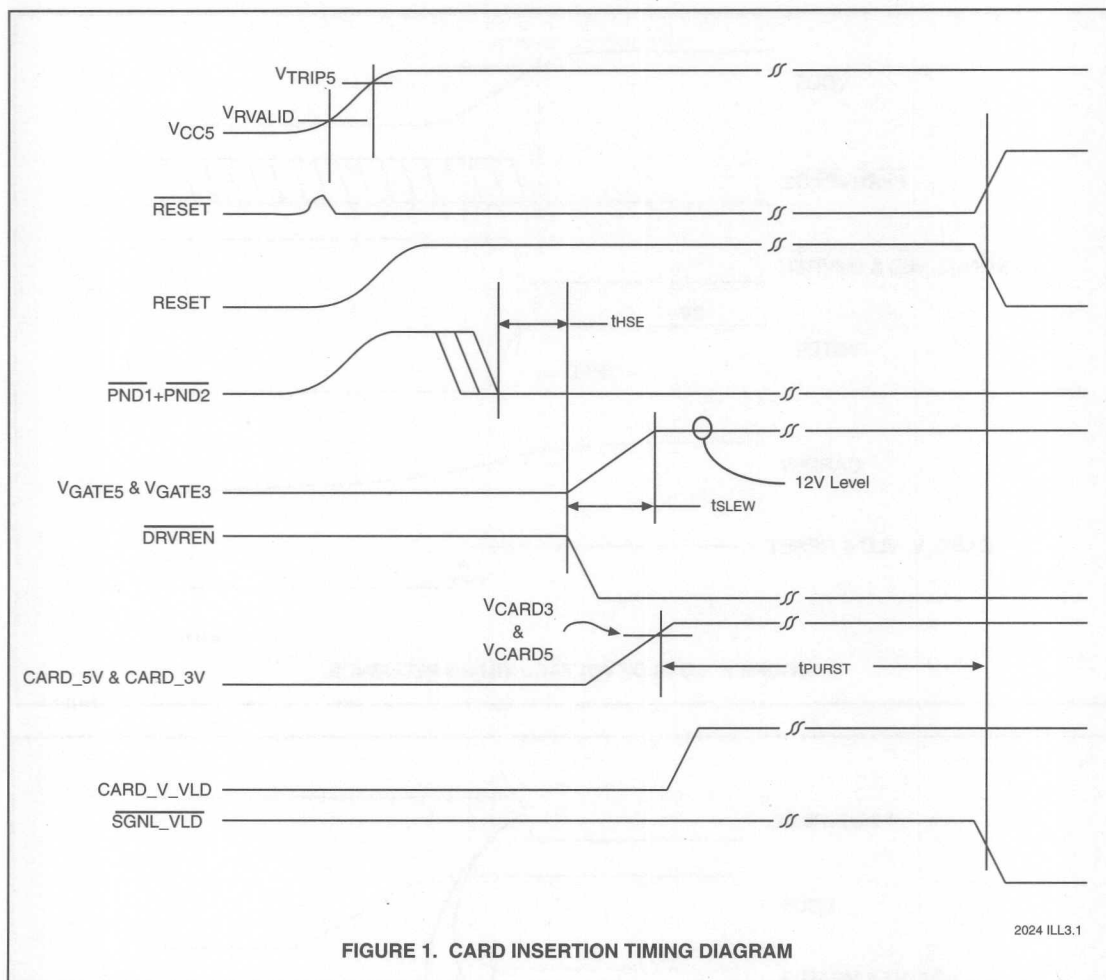 VTRIP5
VRVALID
VCC5
RESET
RESET
tHSE
PND1+PND2
12V Level
VGATE5 & VGATE3
tSLEW
DRVREN
VCARD3
&
VCARD5
tPURST
CARD_5V & CARD_3V
CARD_V_VLD
SGNL_VLD
2024 ILL3.1
FIGURE 1. CARD INSERTION TIMING DIAGRAM